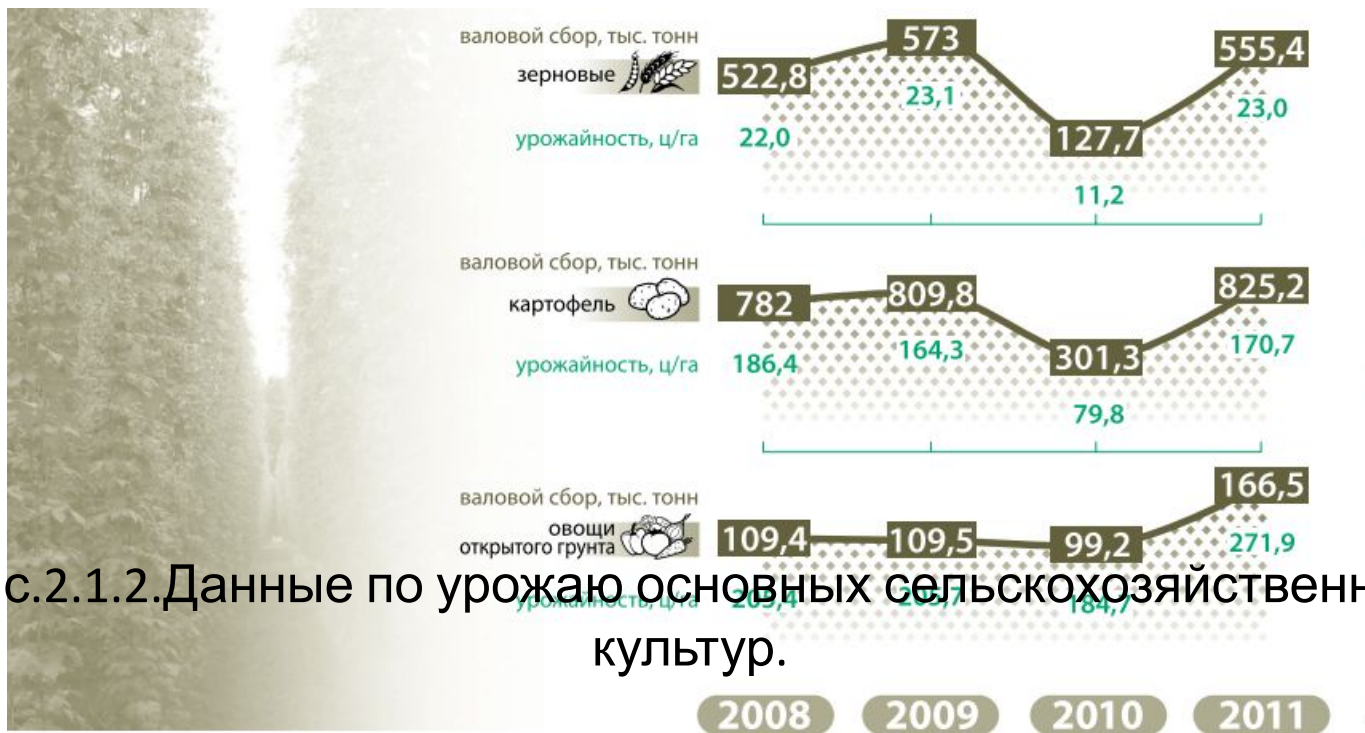 валовой сбор, тыс. тонн
зерновые
522,8 573 127,7 555,4
урожайность, ц/га 22,0 23,1 11,2 23,0
валовой сбор, тыс. тонн
картофель
782 809,8 301,3 825,2
урожайность, ц/га 186,4 164,3 79,8 170,7
валовой сбор, тыс. тонн
овощи
открытого грунта
109,4 109,5 99,2 166,5
урожайность, ц/га 184,7 271,9
с.2.1.2.Данные по урожаю основных сельскохозяйственн
культур.
2008 2009 2010 2011